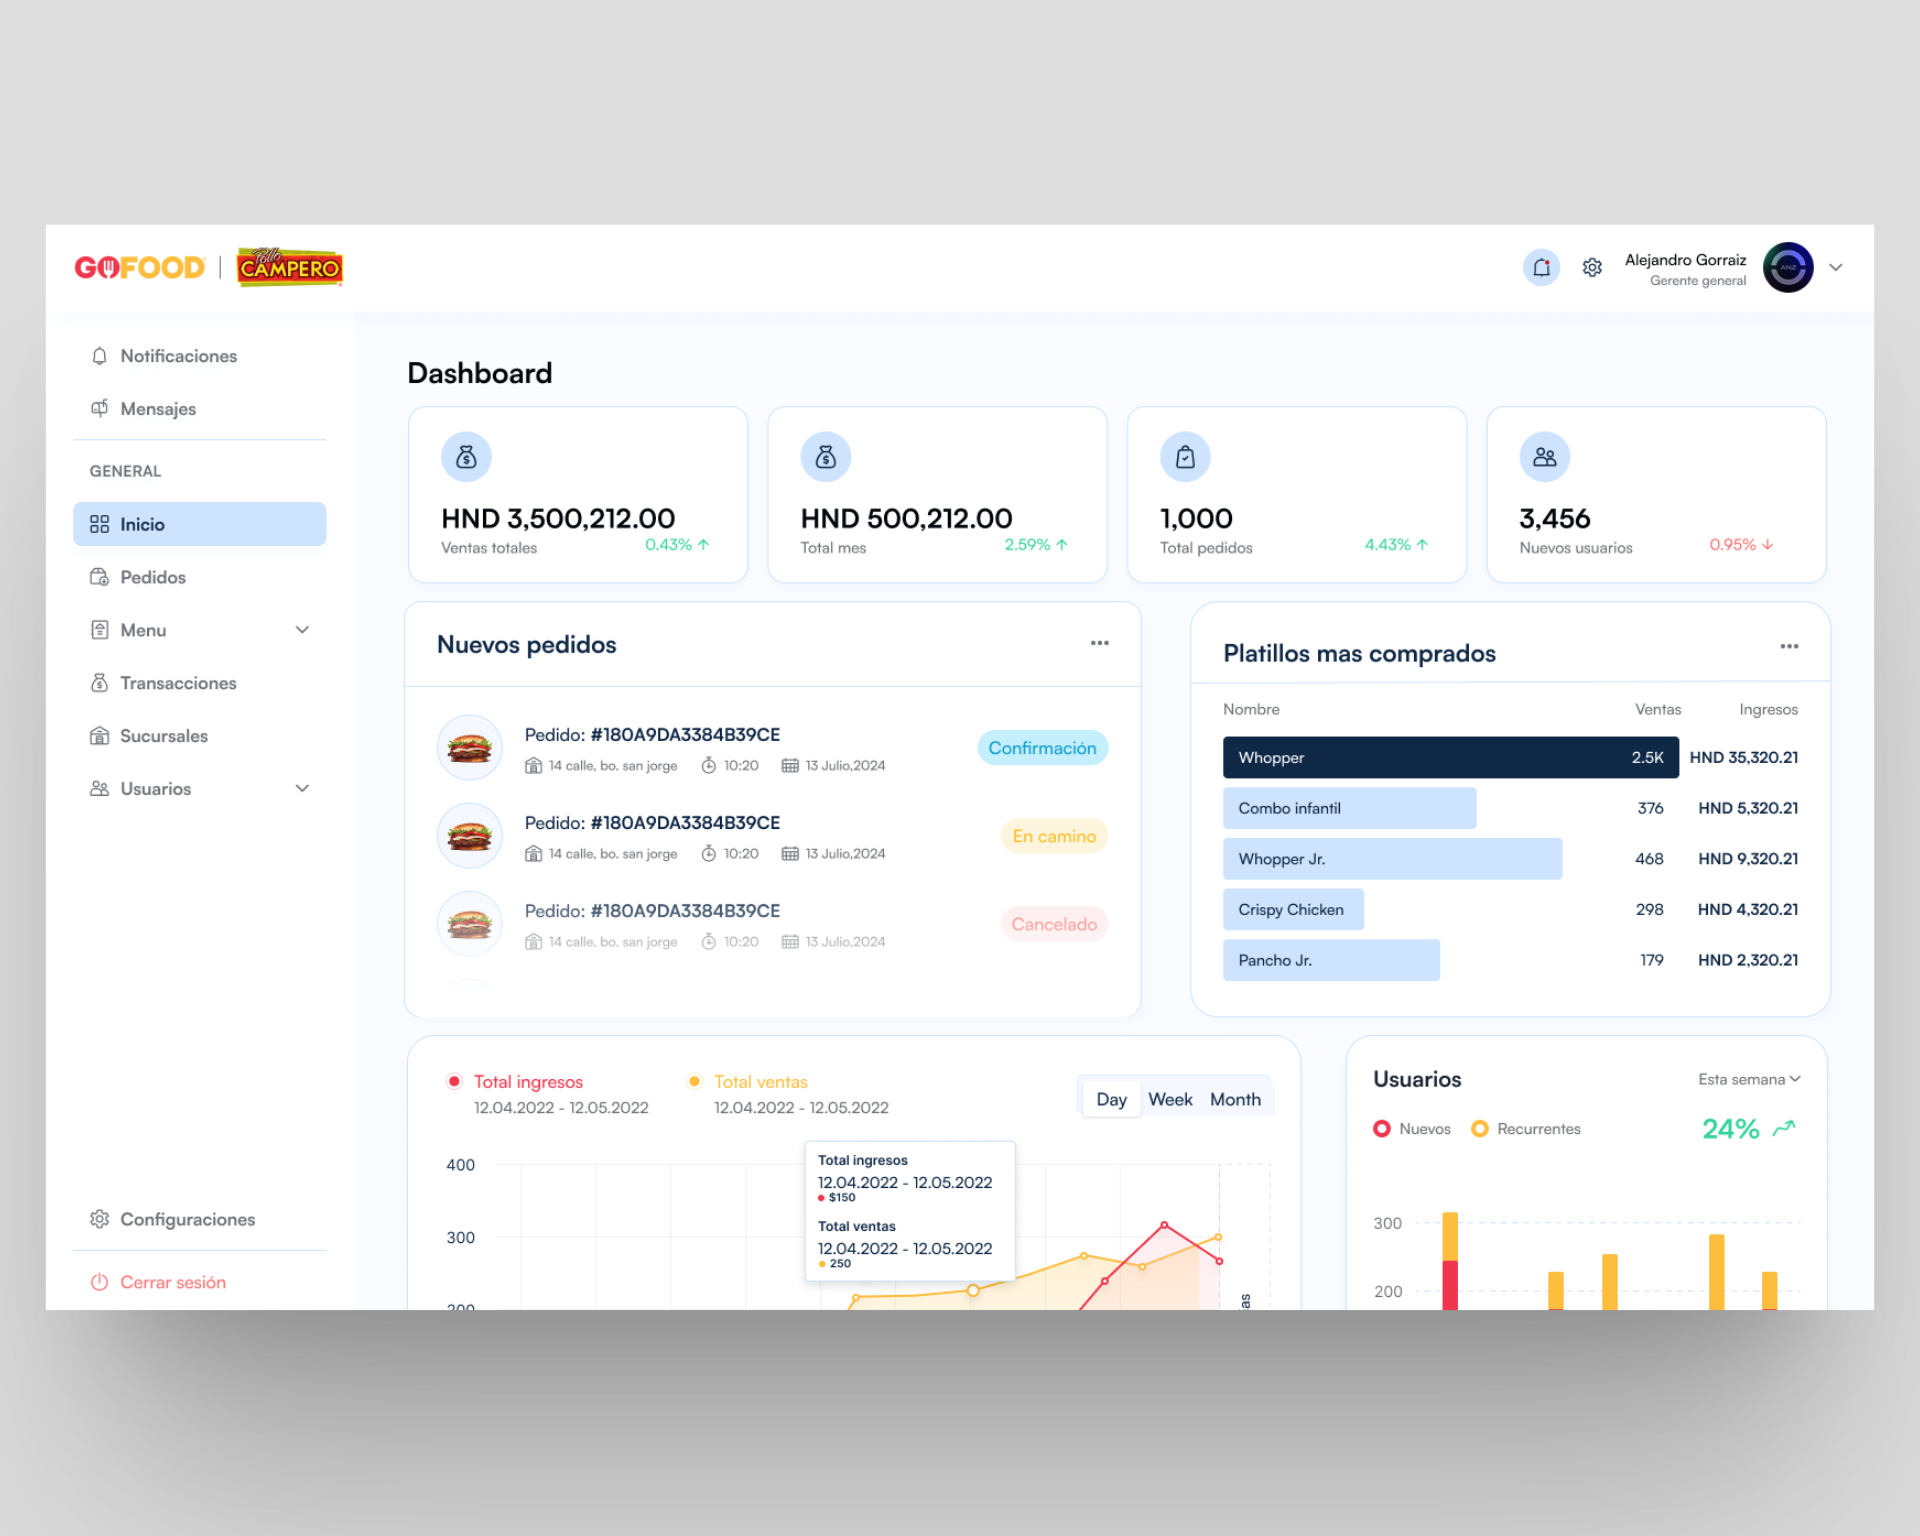 GOFOOD
Pollo
CAMPERO
Alejandro Gorraiz
Gerente general
ANZ
Notificaciones
Mensajes
GENERAL
Inicio
Pedidos
Menu
Transacciones
Sucursales
Usuarios
Configuraciones
Cerrar sesión
Dashboard
HND 3,500,212.00
Ventas totales 0.43%
HND 500,212.00
Total mes 2.59%
1,000
Total pedidos 4.43%
3,456
Nuevos usuarios 0.95%
Nuevos pedidos
Pedido: #180A9DA3384B39CE
14 calle, bo. san jorge 10:20 13 Julio,2024
Confirmación
Pedido: #180A9DA3384B39CE
14 calle, bo. san jorge 10:20 13 Julio,2024
En camino
Pedido: #180A9DA3384B39CE
14 calle, bo. san jorge 10:20 13 Julio,2024
Cancelado
Platillos mas comprados
Nombre Ventas Ingresos
Whopper 2.5K HND 35,320.21
Combo infantil 376 HND 5,320.21
Whopper Jr. 468 HND 9,320.21
Crispy Chicken 298 HND 4,320.21
Pancho Jr. 179 HND 2,320.21
Total ingresos
12.04.2022 - 12.05.2022
Total ventas
12.04.2022 - 12.05.2022
Day Week Month
400
300
200
Total ingresos
12.04.2022 - 12.05.2022
$150
Total ventas
12.04.2022 - 12.05.2022
250
Usuarios
Esta semana
Nuevos Recurrentes
24%
300
200